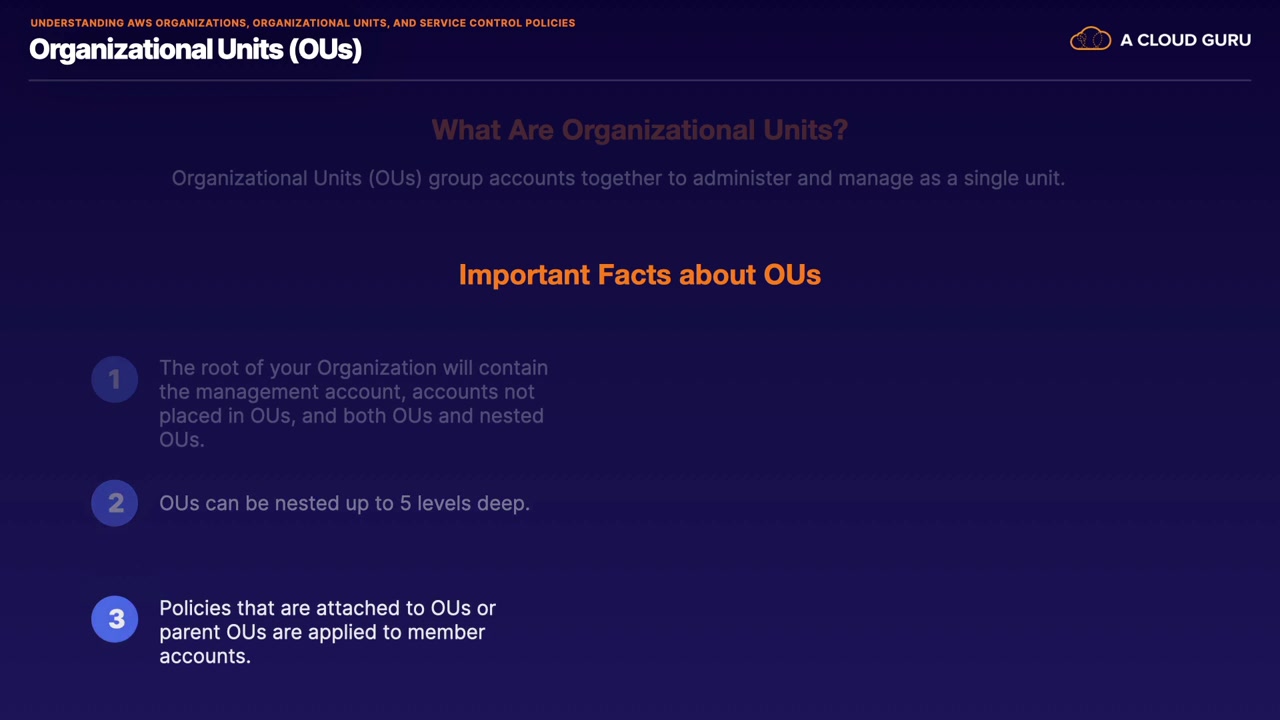 UNDERSTANDING AWS ORGANIZATIONS, ORGANIZATIONAL UNITS, AND SERVICE CONTROL POLICIES
Organizational Units (OUs)
A CLOUD GURU
What Are Organizational Units?
Organizational Units (OUs) group accounts together to administer and manage as a single unit.
Important Facts about OUs
1
The root of your Organization will contain
the management account, accounts not
placed in OUs, and both OUs and nested
OUs.
2
OUs can be nested up to 5 levels deep.
3
Policies that are attached to OUs or
parent OUs are applied to member
accounts.